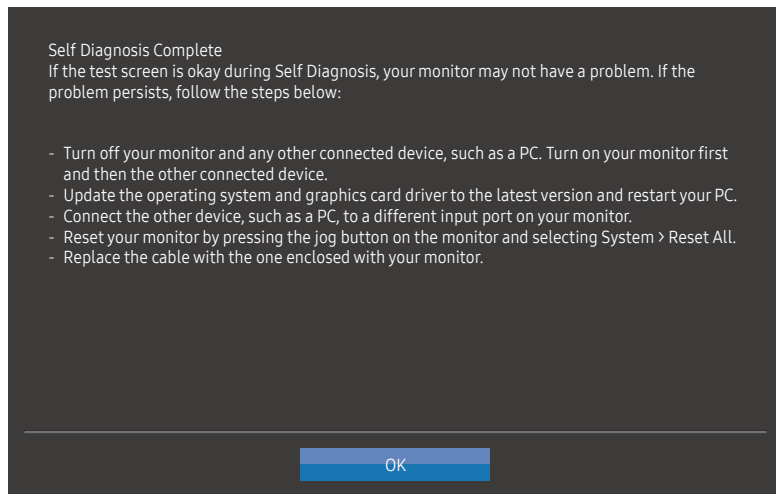 Self Diagnosis Complete
If the test screen is okay during Self Diagnosis, your monitor may not have a problem. If the
problem persists, follow the steps below:
- Turn off your monitor and any other connected device, such as a PC. Turn on your monitor first
and then the other connected device.
- Update the operating system and graphics card driver to the latest version and restart your PC.
- Connect the other device, such as a PC, to a different input port on your monitor.
- Reset your monitor by pressing the jog button on the monitor and selecting System > Reset All.
- Replace the cable with the one enclosed with your monitor.
OK